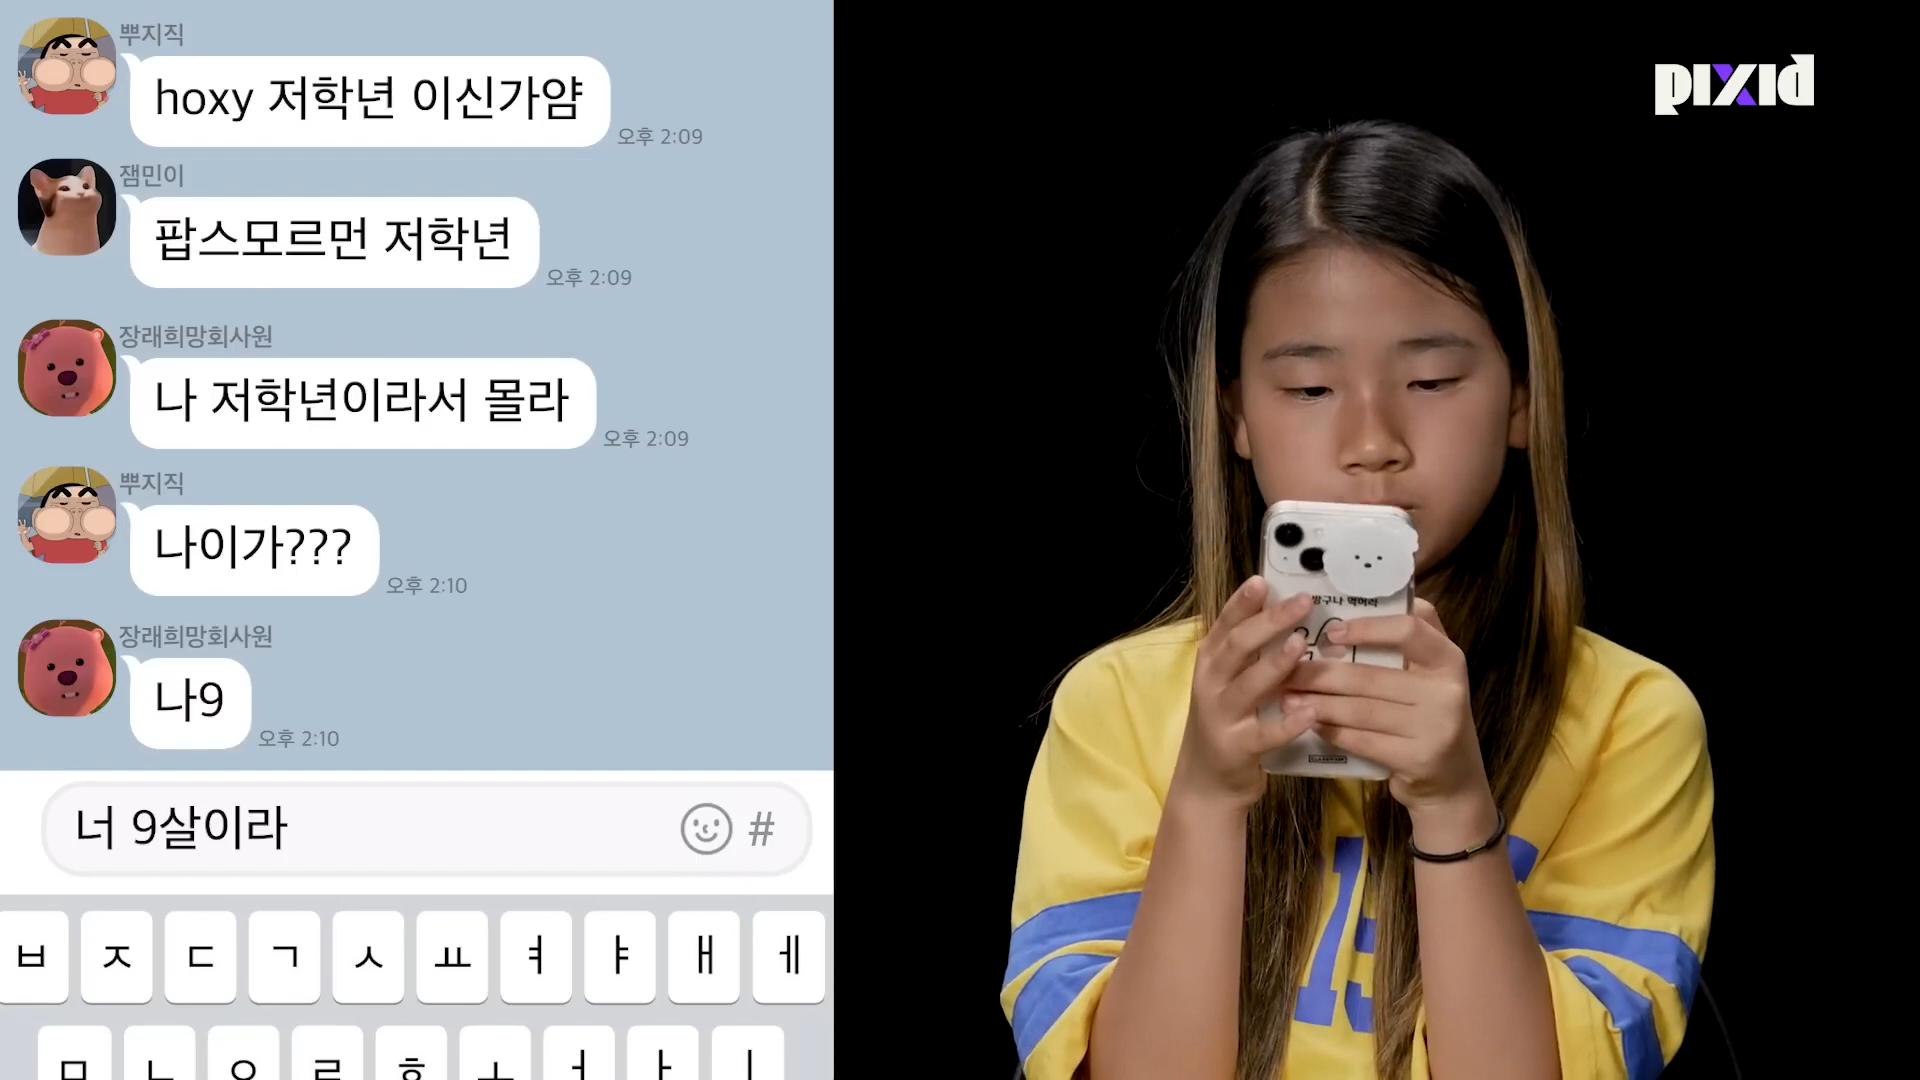 뿌지직
hoxy 저학년 이신가얌
오후 2:09
잼민이
팝스모르먼 저학년
오후 2:09
장래희망회사원
나 저학년이라서 몰라
오후 2:09
뿌지직
나이가???
오후 2:10
장래희망회사원
나9
오후 2:10
너 9살이라
#
ㅂ ㅈ ㄷ ㄱ ㅅ ㅛ ㅕ ㅑ ㅐ ㅔ
ㅁ ㄴ ㅇ ㄹ ㅎ ㅗ ㅓ ㅏ ㅣ
pixid
15